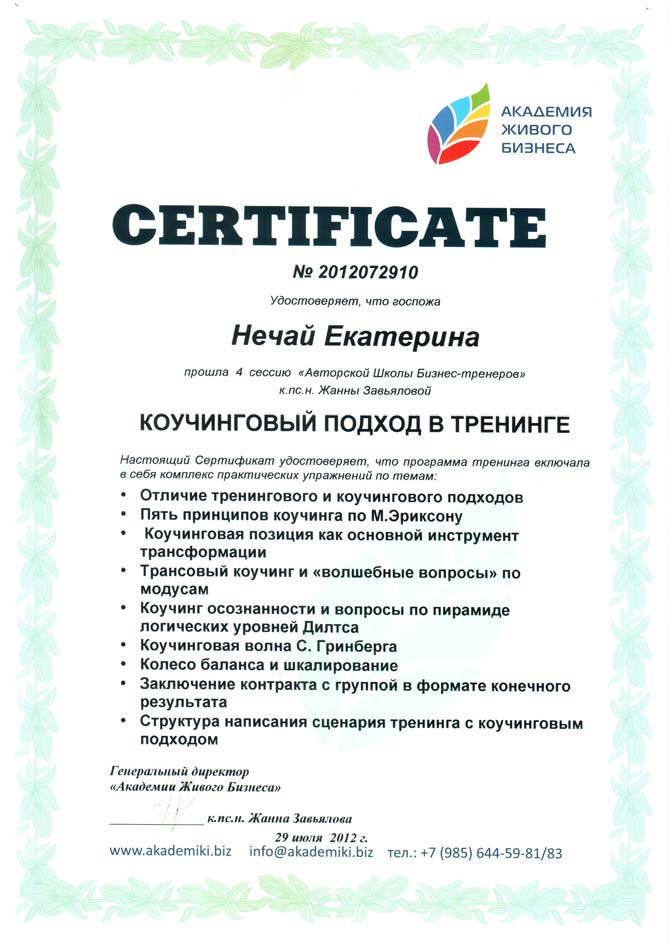 АКАДЕМИЯ
ЖИВОГО
БИЗНЕСА
CERTIFICATE
№ 2012072910
Удостоверяет, что госпожа
Нечай Екатерина
прошла 4 сессию «Авторской Школы Бизнес-тренеров»
к.пс.н. Жанны Завьяловой
КОУЧИНГОВЫЙ ПОДХОД В ТРЕНИНГЕ
Настоящий Сертификат удостоверяет, что программа тренинга включала
в себя комплекс практических упражнений по темам:
• Отличие тренингового и коучингового подходов
• Пять принципов коучинга по М.Эриксону
• Коучинговая позиция как основной инструмент
трансформации
• Трансовый коучинг и «волшебные вопросы» по
модусам
• Коучинг осознанности и вопросы по пирамиде
логических уровней Дилтса
• Коучинговая волна С. Гринберга
• Колесо баланса и шкалирование
• Заключение контракта с группой в формате конечного
результата
• Структура написания сценария тренинга с коучинговым
подходом
Генеральный директор
«Академии Живого Бизнеса»
к.пс.н. Жанна Завьялова
29 июля 2012 г.
www.akademiki.biz info@akademiki.biz тел.: +7 (985) 644-59-81/83